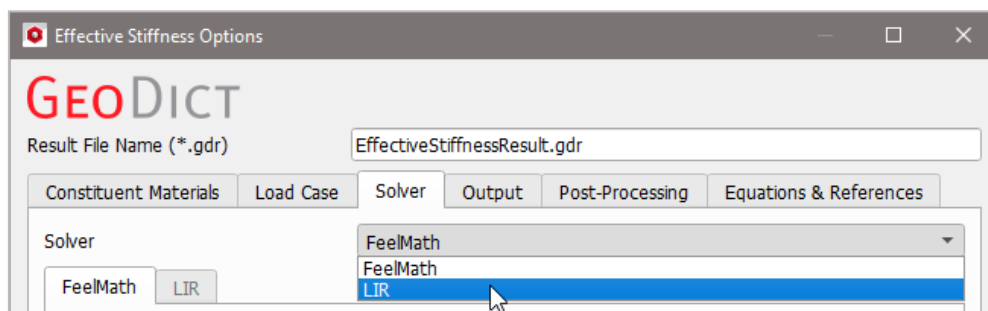 Effective Stiffness Options
GEODICT
Result File Name (*.gdr) EffectiveStiffnessResult.gdr
Constituent Materials Load Case Solver Output Post-Processing Equations & References
Solver FeelMath
FeelMath
FeelMath LIR LIR